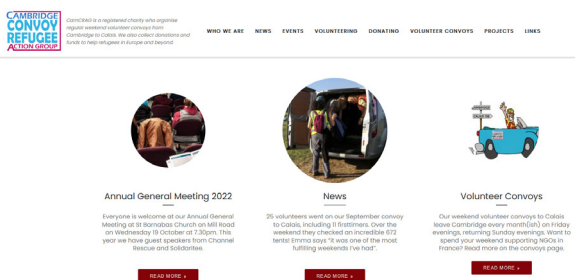 CAMBRIDGE
CONVOY
REFUGEE
ACTION GROUP
CamCRAG is a registered charity who organise
regular weekend volunteer convoys from
Cambridge to Calais. We also collect donations and
funds to help refugees in Europe and beyond.
WHO WE ARE NEWS EVENTS VOLUNTEERING DONATING VOLUNTEER CONVOYS PROJECTS LINKS
Annual General Meeting 2022
Everyone is welcome at our Annual General
Meeting at St Barnabas Church on Mill Road
on Wednesday 19 October at 7.30pm. This
year we have guest speakers from Channel
Rescue and Solidaritee.
READ MORE »
News
25 volunteers went on our September convoy
to Calais, including 11 firsttimers. Over the
weekend they checked an incredible 672
tents! Emma says "it was one of the most
fulfilling weekends I've had".
READ MORE »
Volunteer Convoys
Our weekend volunteer convoys to Calais
leave Cambridge every month(ish) on Friday
evenings, returning Sunday evenings. Want to
spend your weekend supporting NGOs in
France? Read more on the convoys page.
READ MORE »